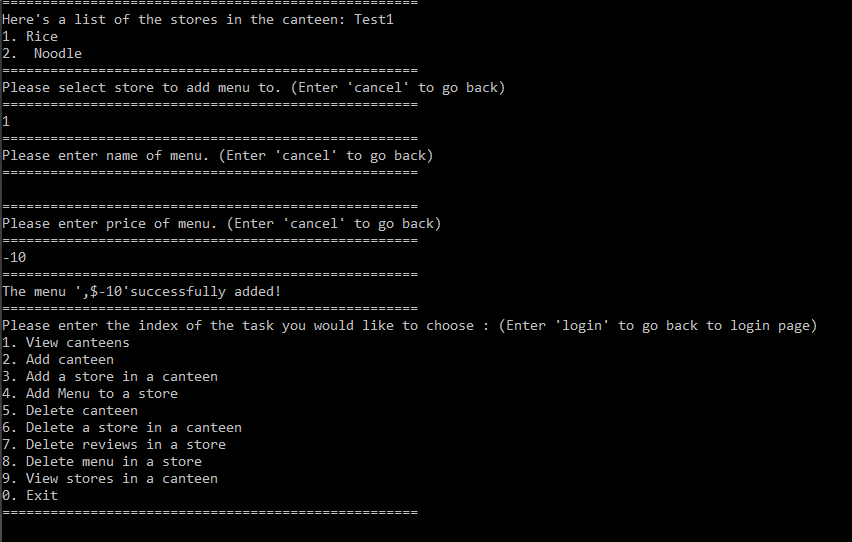 ====================================================
Here's a list of the stores in the canteen: Test1
1. Rice
2.  Noodle
====================================================
Please select store to add menu to. (Enter 'cancel' to go back)
====================================================
1
====================================================
Please enter name of menu. (Enter 'cancel' to go back)
====================================================

====================================================
Please enter price of menu. (Enter 'cancel' to go back)
====================================================
-10
====================================================
The menu ',$-10'successfully added!
====================================================
Please enter the index of the task you would like to choose : (Enter 'login' to go back to login page)
1. View canteens
2. Add canteen
3. Add a store in a canteen
4. Add Menu to a store
5. Delete canteen
6. Delete a store in a canteen
7. Delete reviews in a store
8. Delete menu in a store
9. View stores in a canteen
0. Exit
====================================================